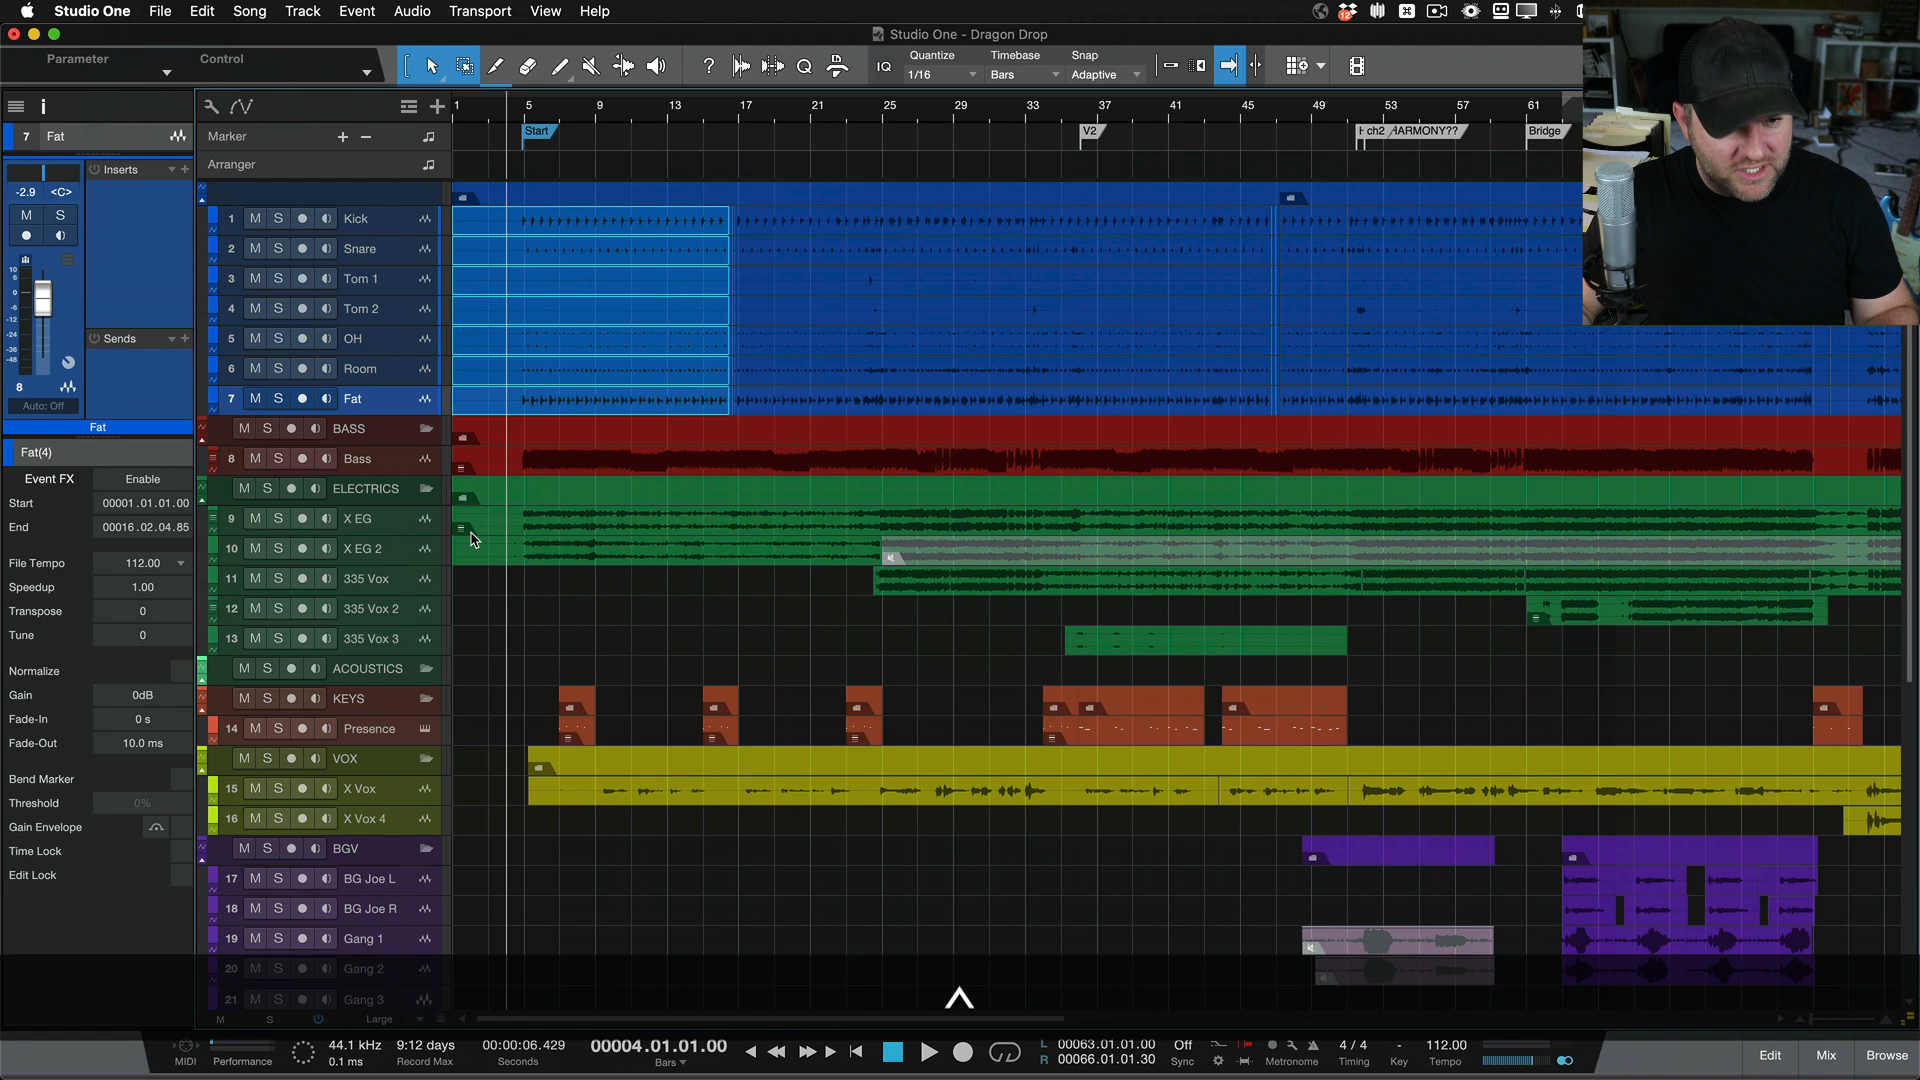 Studio One File Edit Song Track Event Audio Transport View Help
12
Studio One - Dragon Drop
Parameter
Control
IQ
Quantize
1/16
Timebase
Bars
Snap
Adaptive
i
1 5 9 13 17 21 25 29 33 37 41 45 49 53 57 61
7 Fat
Marker
Start
V2
ch2
HARMONY??
Bridge
Arranger
Inserts
-2.9 <C>
M S
Sends
8
Auto: Off
Fat
Fat(4)
Event FX Enable
Start 00001.01.01.00
End 00016.02.04.85
File Tempo 112.00
Speedup 1.00
Transpose 0
Tune 0
Normalize
Gain 0dB
Fade-In 0 s
Fade-Out 10.0 ms
Bend Marker
Threshold 0%
Gain Envelope
Time Lock
Edit Lock
1 M S Kick
2 M S Snare
3 M S Tom 1
4 M S Tom 2
5 M S OH
6 M S Room
7 M S Fat
M S BASS
8 M S Bass
M S ELECTRICS
9 M S X EG
10 M S X EG 2
11 M S 335 Vox
12 M S 335 Vox 2
13 M S 335 Vox 3
M S ACOUSTICS
M S KEYS
14 M S Presence
M S VOX
15 M S X Vox
16 M S X Vox 4
M S BGV
17 M S BG Joe L
18 M S BG Joe R
19 M S Gang 1
20 M S Gang 2
21 M S Gang 3
M S Large
MIDI
Performance
44.1 kHz
0.1 ms
9:12 days
Record Max
00:00:06.429
Seconds
00004.01.01.00
Bars
L 00063.01.01.00
R 00066.01.01.30
Off
Sync
Metronome
4 / 4
Timing
-
Key
112.00
Tempo
Edit
Mix
Browse